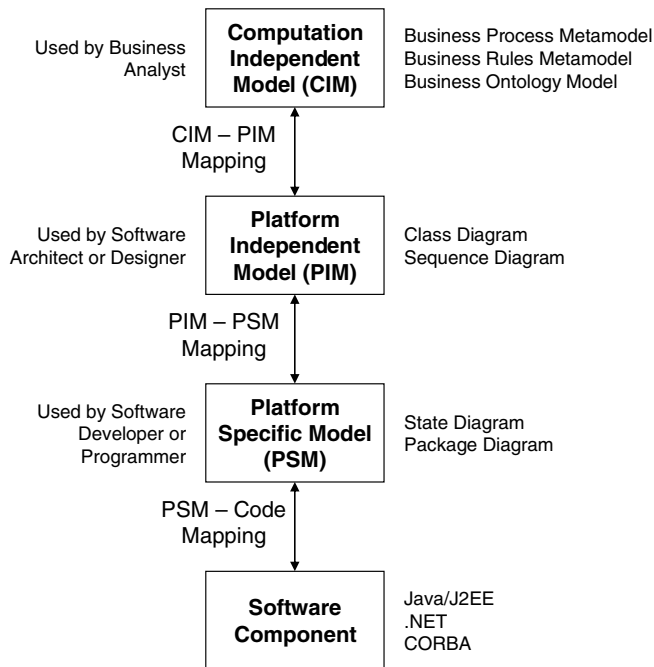 Used by Business
Analyst
Computation
Independent
Model (CIM)
Business Process Metamodel
Business Rules Metamodel
Business Ontology Model
CIM – PIM
Mapping
Used by Software
Architect or Designer
Platform
Independent
Model (PIM)
Class Diagram
Sequence Diagram
PIM – PSM
Mapping
Used by Software
Developer or
Programmer
Platform
Specific Model
(PSM)
State Diagram
Package Diagram
PSM – Code
Mapping
Software
Component
Java/J2EE
.NET
CORBA